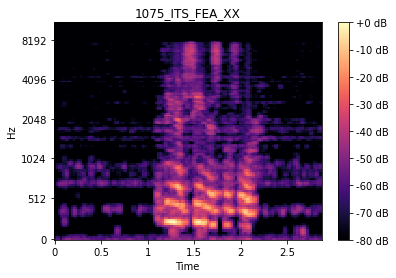 1075_ITS_FEA_XX
+0 dB
8192
-10 dB
4096
-20 dB
-30 dB
2048
Hz
-40 dB
1024
-50 dB
512
-60 dB
-70 dB
0
-80 dB
0 0.5 1 1.5 2 2.5
Time